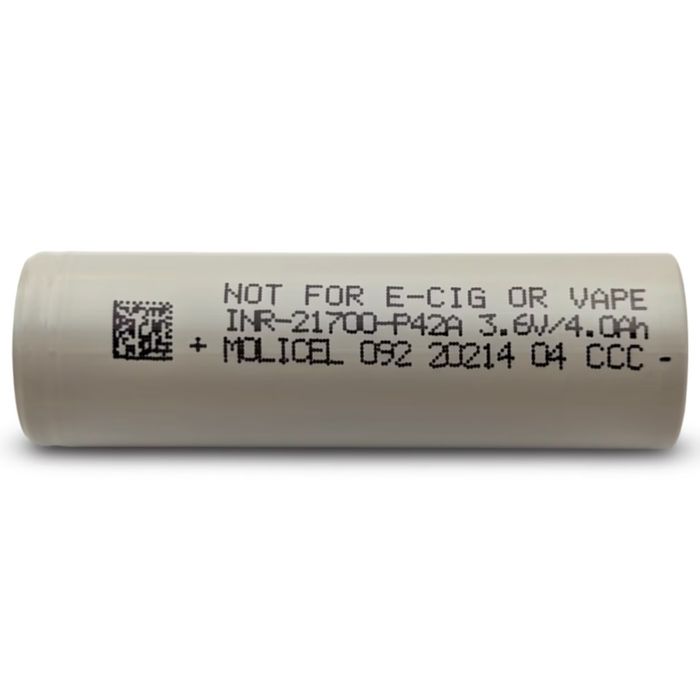 NOT FOR E-CIG OR VAPE
INR-21700-P42A 3.6V/4.0Ah
+ MOLICEL 092 20214 04 CCC -